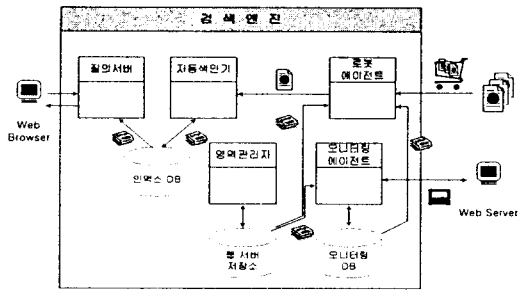 검 색 엔 진
질의서버
자동색인기
로봇
에이전트
Web
Browser
인덱스 DB
영역관리자
모니터링
에이전트
Web Server
웹 서버
저장소
모니터링
DB